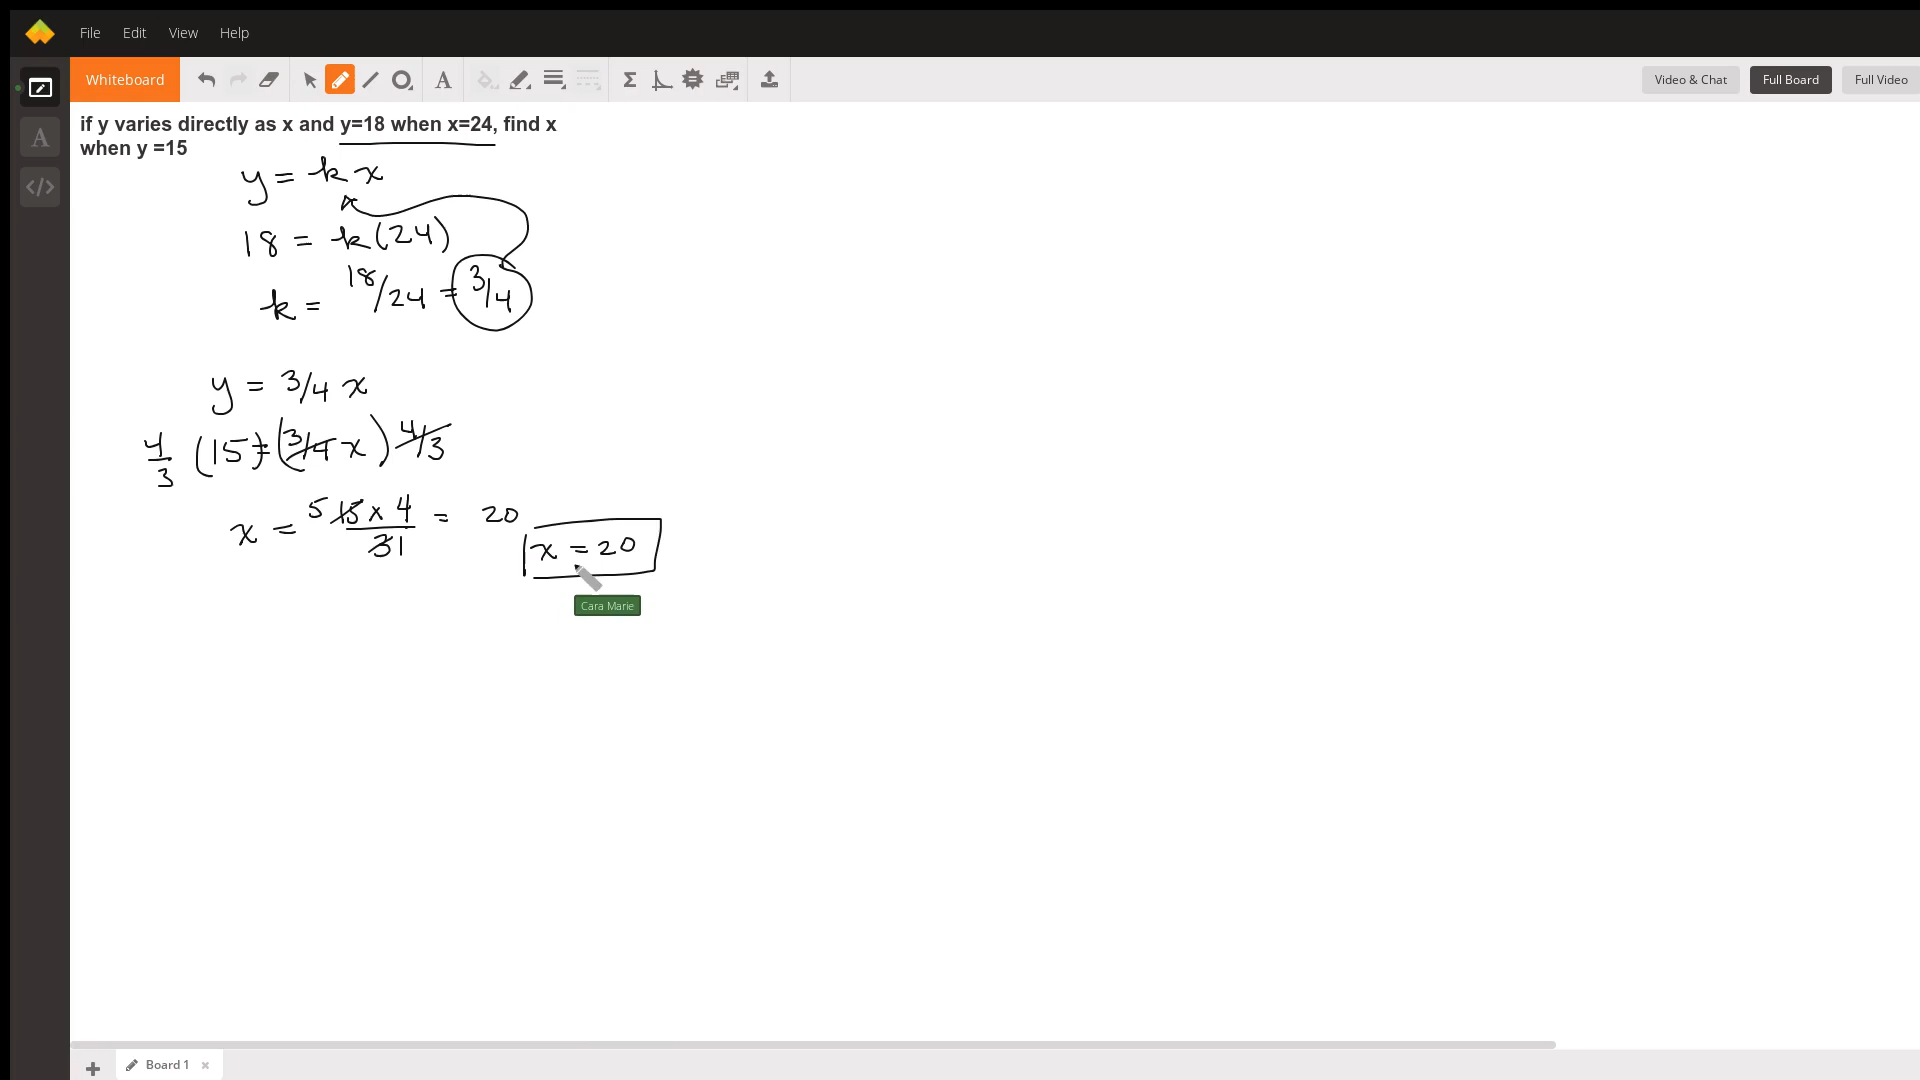 File Edit View Help
Whiteboard A Σ Video & Chat Full Board Full Video
if y varies directly as x and y=18 when x=24, find x
when y =15
y = kx
18 = k(24)
k = 18/24 = 3/4
y = 3/4 x
4/3 (15) = (3/4 x) 4/3
x = 5 15 x 4 / 3 1 = 20
x = 20
Cara Marie
A
</>
Board 1